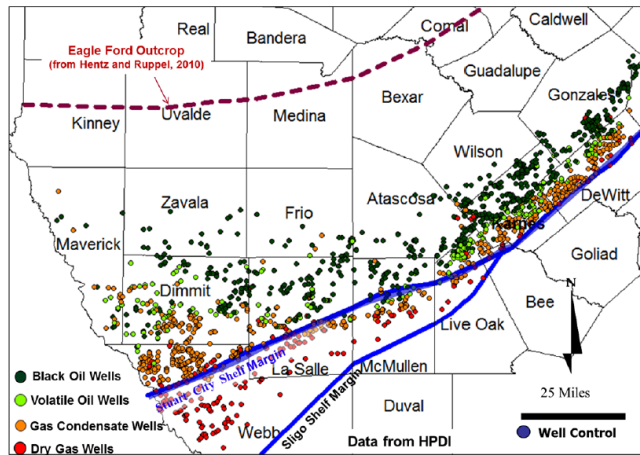 Real
Bandera
Comal
Caldwell
Eagle Ford Outcrop
(from Hentz and Ruppel, 2010)
Guadalupe
Gonzale
Bexar
Kinney
Uvalde
Medina
Wilson
Zavala
Frio
Atascosa
DeWitt
Karnes
Maverick
Goliad
Dimmit
N
Bee
Live Oak
Stuart City Shelf Margin
La Salle
McMullen
Black Oil Wells
Volatile Oil Wells
25 Miles
Sligo Shelf Margin
Duval
Gas Condensate Wells
Webb
Dry Gas Wells
Data from HPDI
Well Control